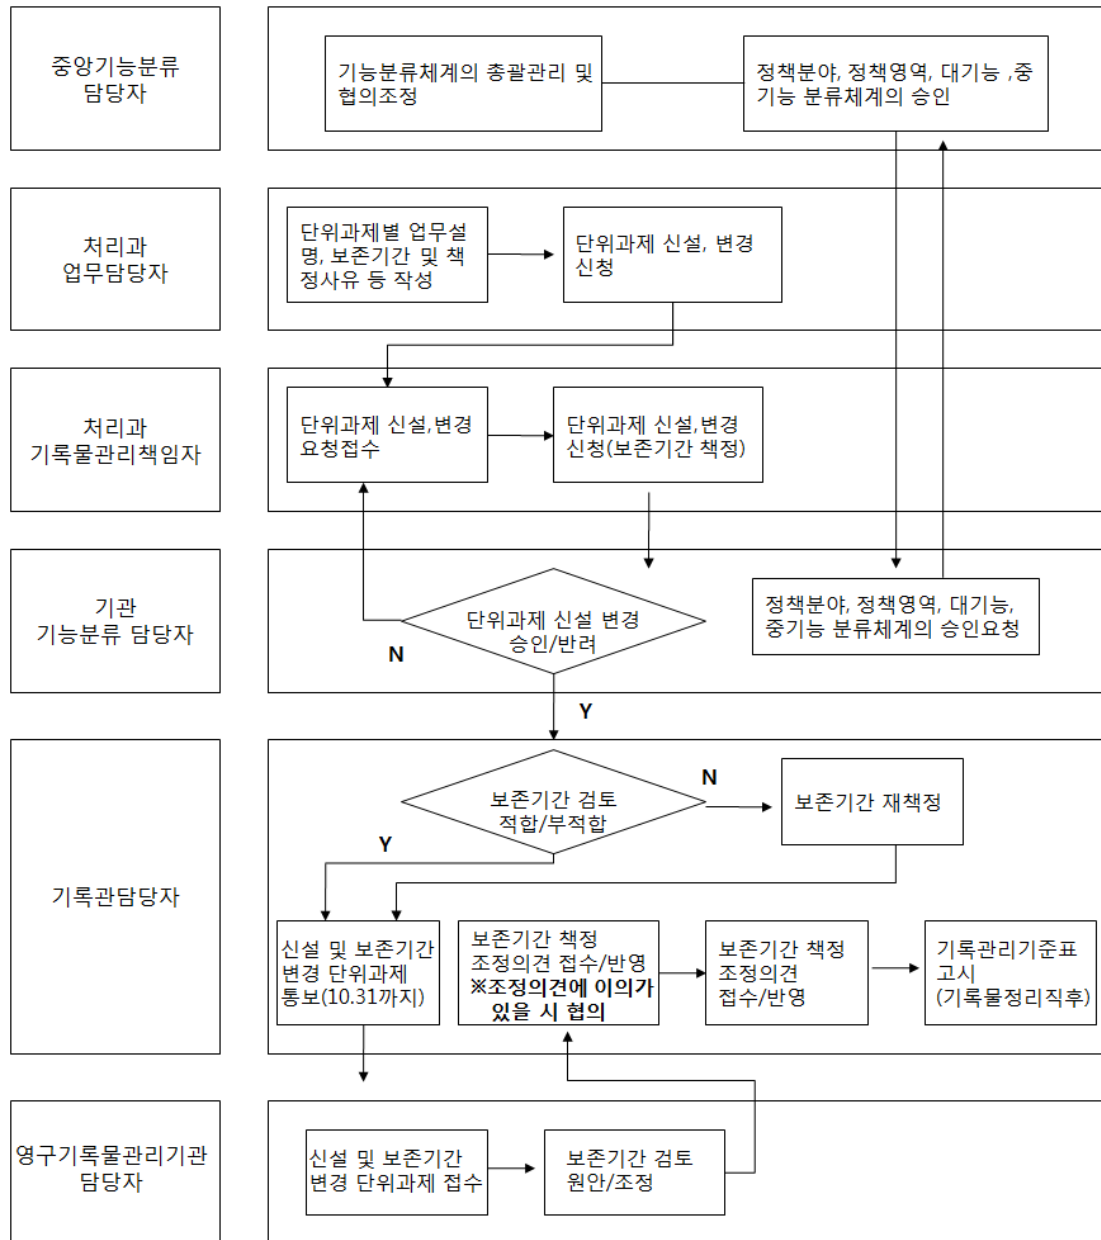 중앙기능분류
담당자
기능분류체계의 총괄관리 및
협의조정
정책분야, 정책영역, 대기능 ,중
기능 분류체계의 승인
처리과
업무담당자
단위과제별 업무설
명, 보존기간 및 책
정사유 등 작성
단위과제 신설, 변경
신청
처리과
기록물관리책임자
단위과제 신설,변경
요청접수
단위과제 신설,변경
신청(보존기간 책정)
기관
기능분류 담당자
단위과제 신설 변경
승인/반려
N
Y
정책분야, 정책영역, 대기능,
중기능 분류체계의 승인요청
기록관담당자
보존기간 검토
적합/부적합
N
Y
보존기간 재책정
신설 및 보존기간
변경 단위과제
통보(10.31까지)
보존기간 책정
조정의견 접수/반영
※조정의견에 이의가
있을 시 협의
보존기간 책정
조정의견
접수/반영
기록관리기준표
고시
(기록물정리직후)
영구기록물관리기관
담당자
신설 및 보존기간
변경 단위과제 접수
보존기간 검토
원안/조정